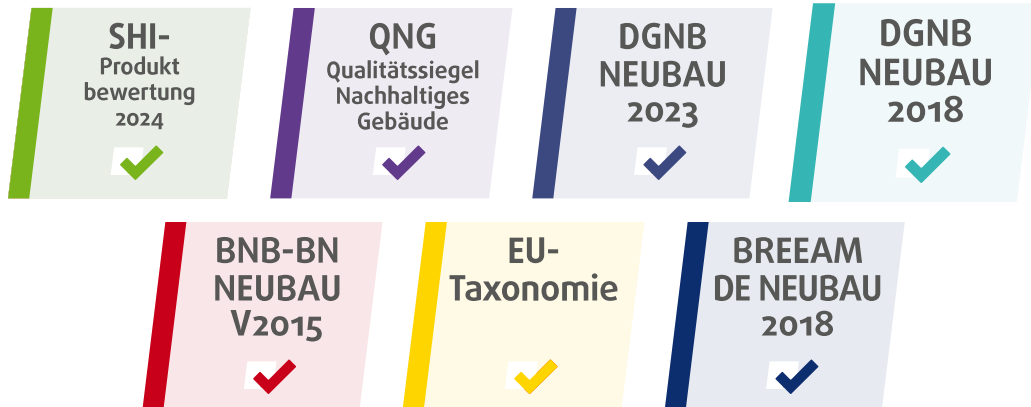 SHI-
Produkt
bewertung
2024
QNG
Qualitätssiegel
Nachhaltiges
Gebäude
DGNB
NEUBAU
2023
DGNB
NEUBAU
2018
BNB-BN
NEUBAU
V2015
EU-
Taxonomie
BREEAM
DE NEUBAU
2018